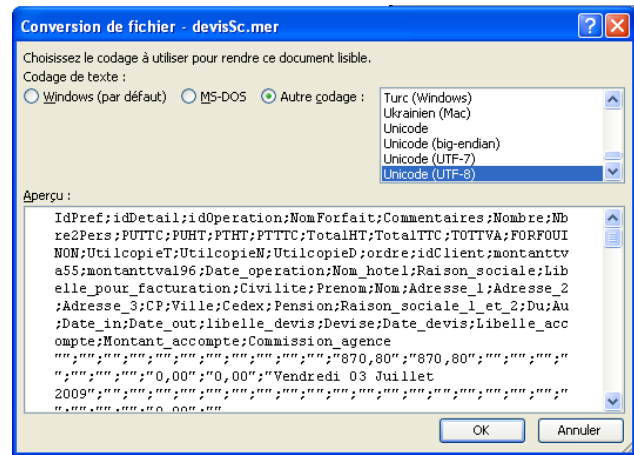 Conversion de fichier - devisSc.mer
Choisissez le codage à utiliser pour rendre ce document lisible.
Codage de texte :
Windows (par défaut) MS-DOS Autre codage :
Turc (Windows)
Ukrainien (Mac)
Unicode
Unicode (big-endian)
Unicode (UTF-7)
Unicode (UTF-8)
Aperçu :
IdPref;idDetail;idOperation;NomForfait;Commentaires;Nombre;Nb
re2Pers;PUTTC;PUHT;PTHT;PTTTC;TotalHT;TotalTTC;TOTTVA;FORFOUI
NON;UtilcopieT;UtilcopieN;UtilcopieD;ordre;idClient;montanttv
a55;montanttva196;Date_operation;Nom_hotel;Raison_sociale;Lib
elle_pour_facturation;Civilite;Prenom;Nom;Adresse_1;Adresse_2
;Adresse_3;CP;Ville;Cedex;Pension;Raison_sociale_1_et_2;Du;Au
;Date_in;Date_out;libelle_devis;Devise;Date_devis;Libelle_acc
ompte;Montant_accompte;Commission_agence
"";"";"";"";"";"";"";"";"";"";"870,80";"870,80";"";"";"";"
";"";"";"0,00";"0,00";"Vendredi 03 Juillet
2009";"";"";"";"";"";"";"";"";"";"";"";"";"";"";"";"";"";"
";"";"";"";"0,00";""
OK Annuler